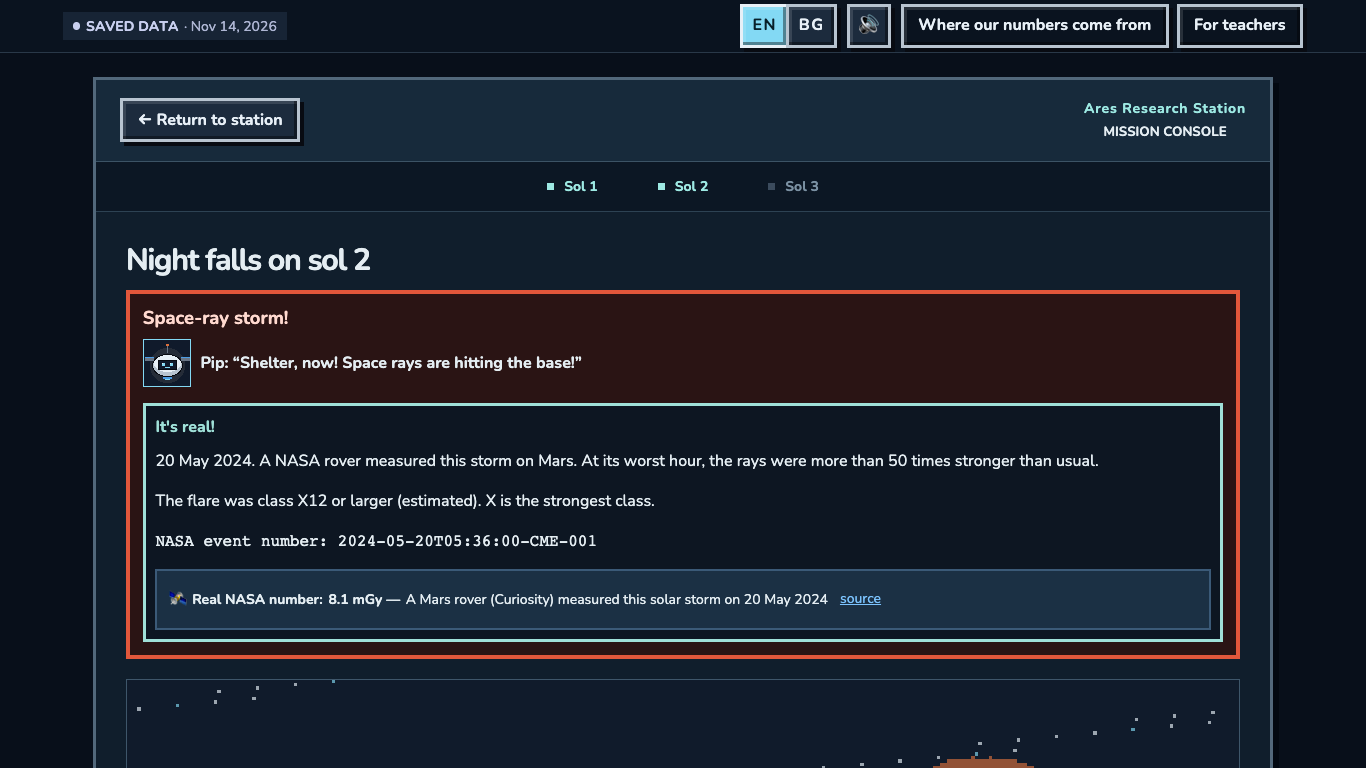 SAVED DATA · Nov 14, 2026
EN
BG
Where our numbers come from
For teachers
← Return to station
Ares Research Station
MISSION CONSOLE
Sol 1
Sol 2
Sol 3
Night falls on sol 2
Space-ray storm!
Pip: “Shelter, now! Space rays are hitting the base!”
It's real!
20 May 2024. A NASA rover measured this storm on Mars. At its worst hour, the rays were more than 50 times stronger than usual.
The flare was class X12 or larger (estimated). X is the strongest class.
NASA event number: 2024-05-20T05:36:00-CME-001
Real NASA number: 8.1 mGy — A Mars rover (Curiosity) measured this solar storm on 20 May 2024 source